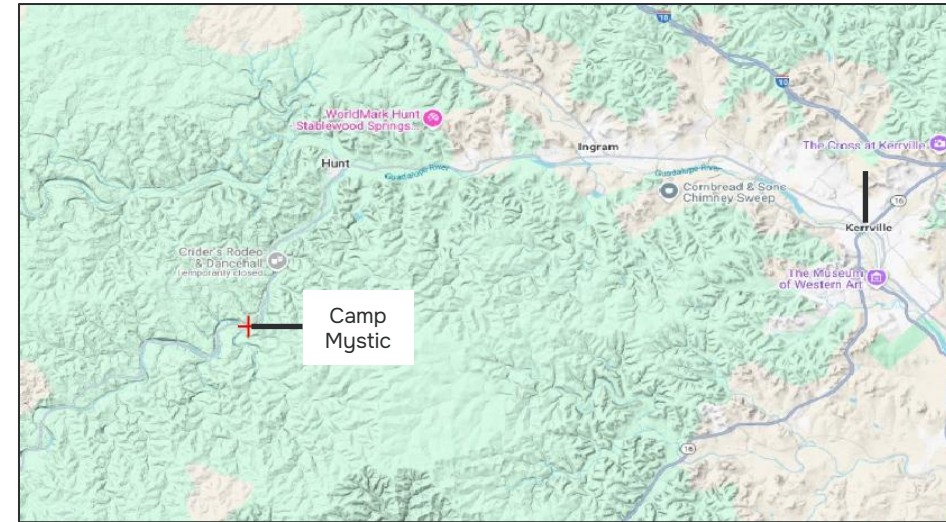 10
WorldMark Hunt
Stablewood Springs...
10
Ingram
The Cross at Kerrville
Hunt
Guadalupe River
Guadalupe River
Cornbread & Sons
Chimney Sweep
16
Kerrville
Crider's Rodeo
& Dancehall
Temporarily closed
The Museum
of Western Art
Camp
Mystic
16